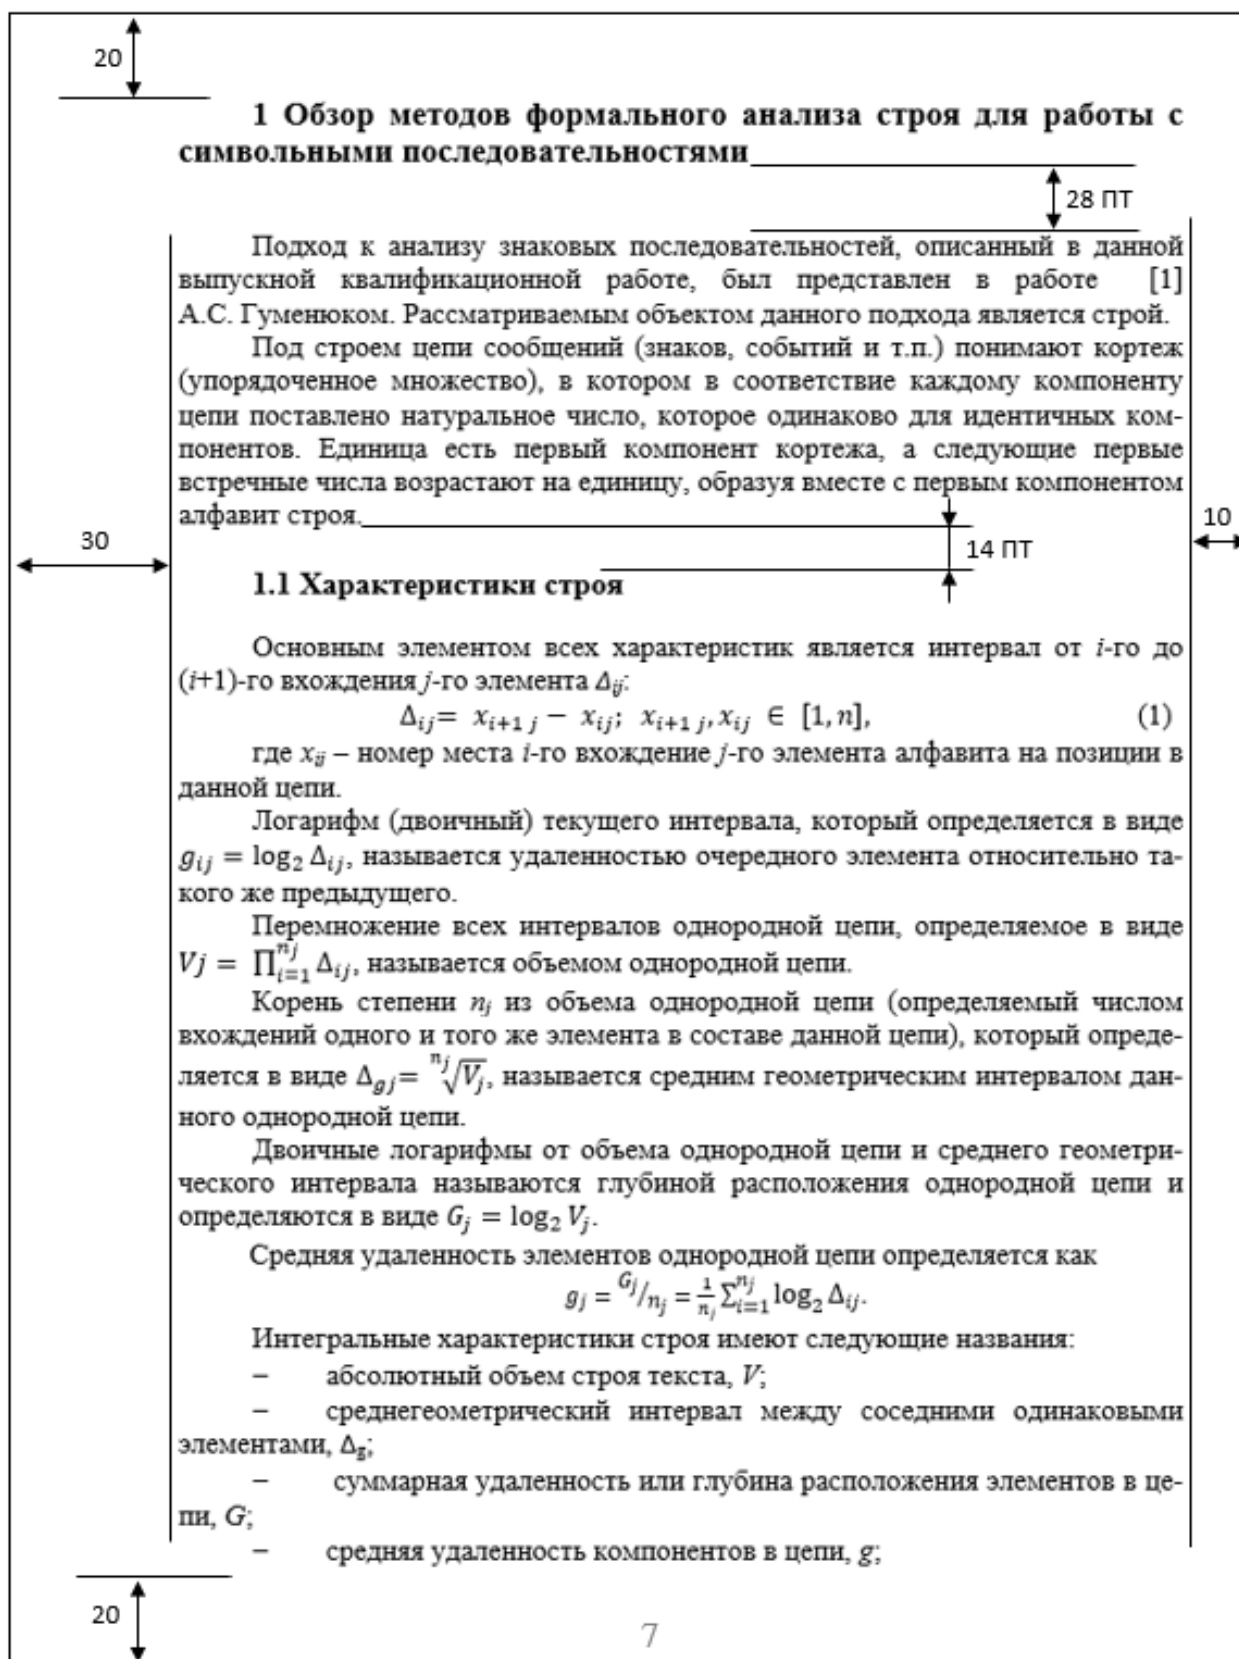 20
1 Обзор методов формального анализа строя для работы с
символьными последовательностями
28 ПТ
Подход к анализу знаковых последовательностей, описанный в данной
выпускной квалификационной работе, был представлен в работе [1]
А.С. Гуменюком. Рассматриваемым объектом данного подхода является строй.
Под строем цепи сообщений (знаков, событий и т.п.) понимают кортеж
(упорядоченное множество), в котором в соответствие каждому компоненту
цепи поставлено натуральное число, которое одинаково для идентичных ком-
понентов. Единица есть первый компонент кортежа, а следующие первые
встречные числа возрастают на единицу, образуя вместе с первым компонентом
алфавит строя.
30
10
14 ПТ
1.1 Характеристики строя
Основным элементом всех характеристик является интервал от i-го до
(i+1)-го вхождения j-го элемента Δij:
Δij= xi+1 j − xij; xi+1 j, xij ∈ [1, n], (1)
где xij – номер места i-го вхождение j-го элемента алфавита на позиции в
данной цепи.
Логарифм (двоичный) текущего интервала, который определяется в виде
gij = log2 Δij, называется удаленностью очередного элемента относительно та-
кого же предыдущего.
Перемножение всех интервалов однородной цепи, определяемое в виде
Vj = ∏_{i=1}^{nj} Δij, называется объемом однородной цепи.
Корень степени nj из объема однородной цепи (определяемый числом
вхождений одного и того же элемента в составе данной цепи), который опреде-
ляется в виде Δgj= nj√Vj, называется средним геометрическим интервалом дан-
ного однородной цепи.
Двоичные логарифмы от объема однородной цепи и среднего геометри-
ческого интервала называются глубиной расположения однородной цепи и
определяются в виде Gj = log2 Vj.
Средняя удаленность элементов однородной цепи определяется как
gj = Gj/nj = 1/nj ∑_{i=1}^{nj} log2 Δij.
Интегральные характеристики строя имеют следующие названия:
– абсолютный объем строя текста, V;
– среднегеометрический интервал между соседними одинаковыми
элементами, Δg;
– суммарная удаленность или глубина расположения элементов в це-
пи, G;
– средняя удаленность компонентов в цепи, g;
20
7